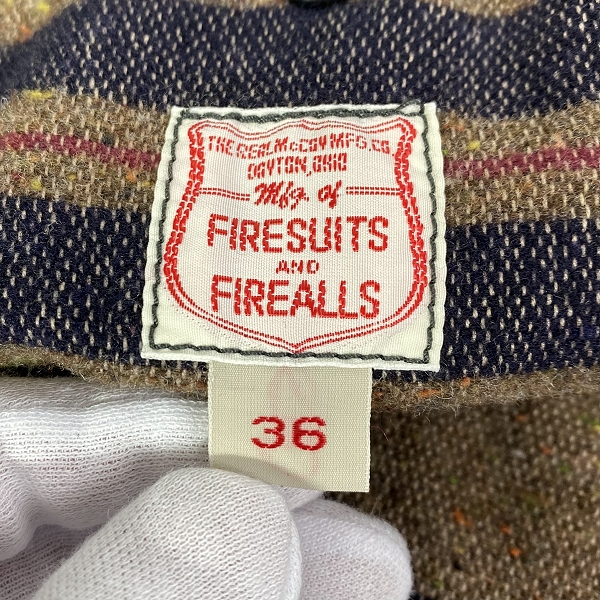 THE REAL McCOY MFG. CO
DAYTON, OHIO
Mfg. of
FIRESUITS
AND
FIREALLS
36